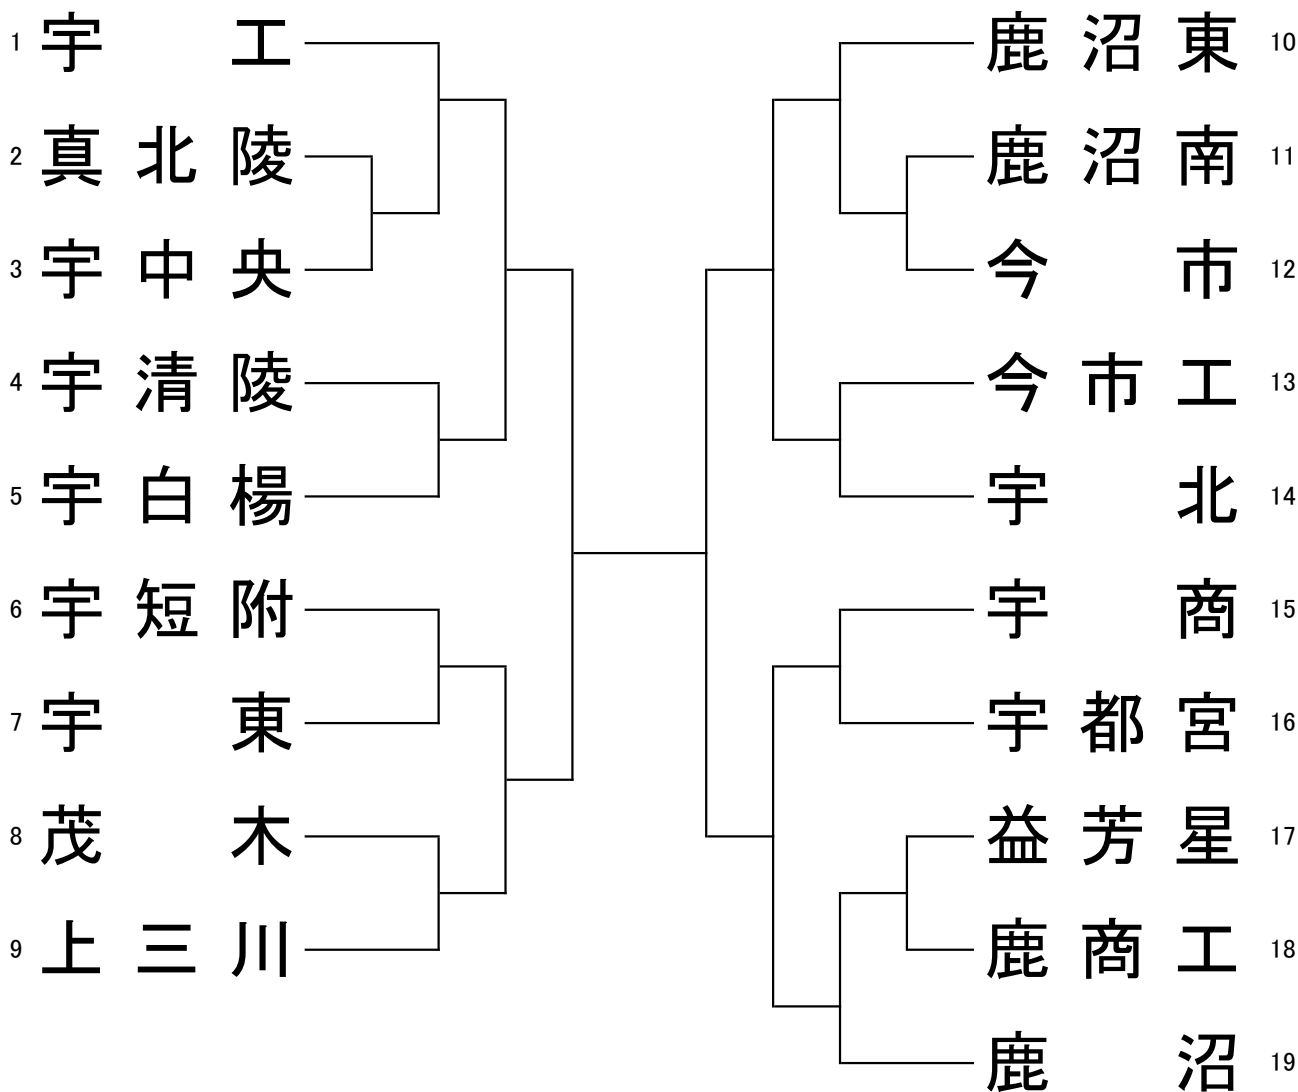 1 宇工
2 真北陵
3 宇中央
4 宇清陵
5 宇白楊
6 宇短附
7 宇東
8 茂木
9 上三川
鹿沼東 10
鹿沼南 11
今市 12
今市工 13
宇北 14
宇商 15
宇都宮 16
益芳星 17
鹿商工 18
鹿沼 19